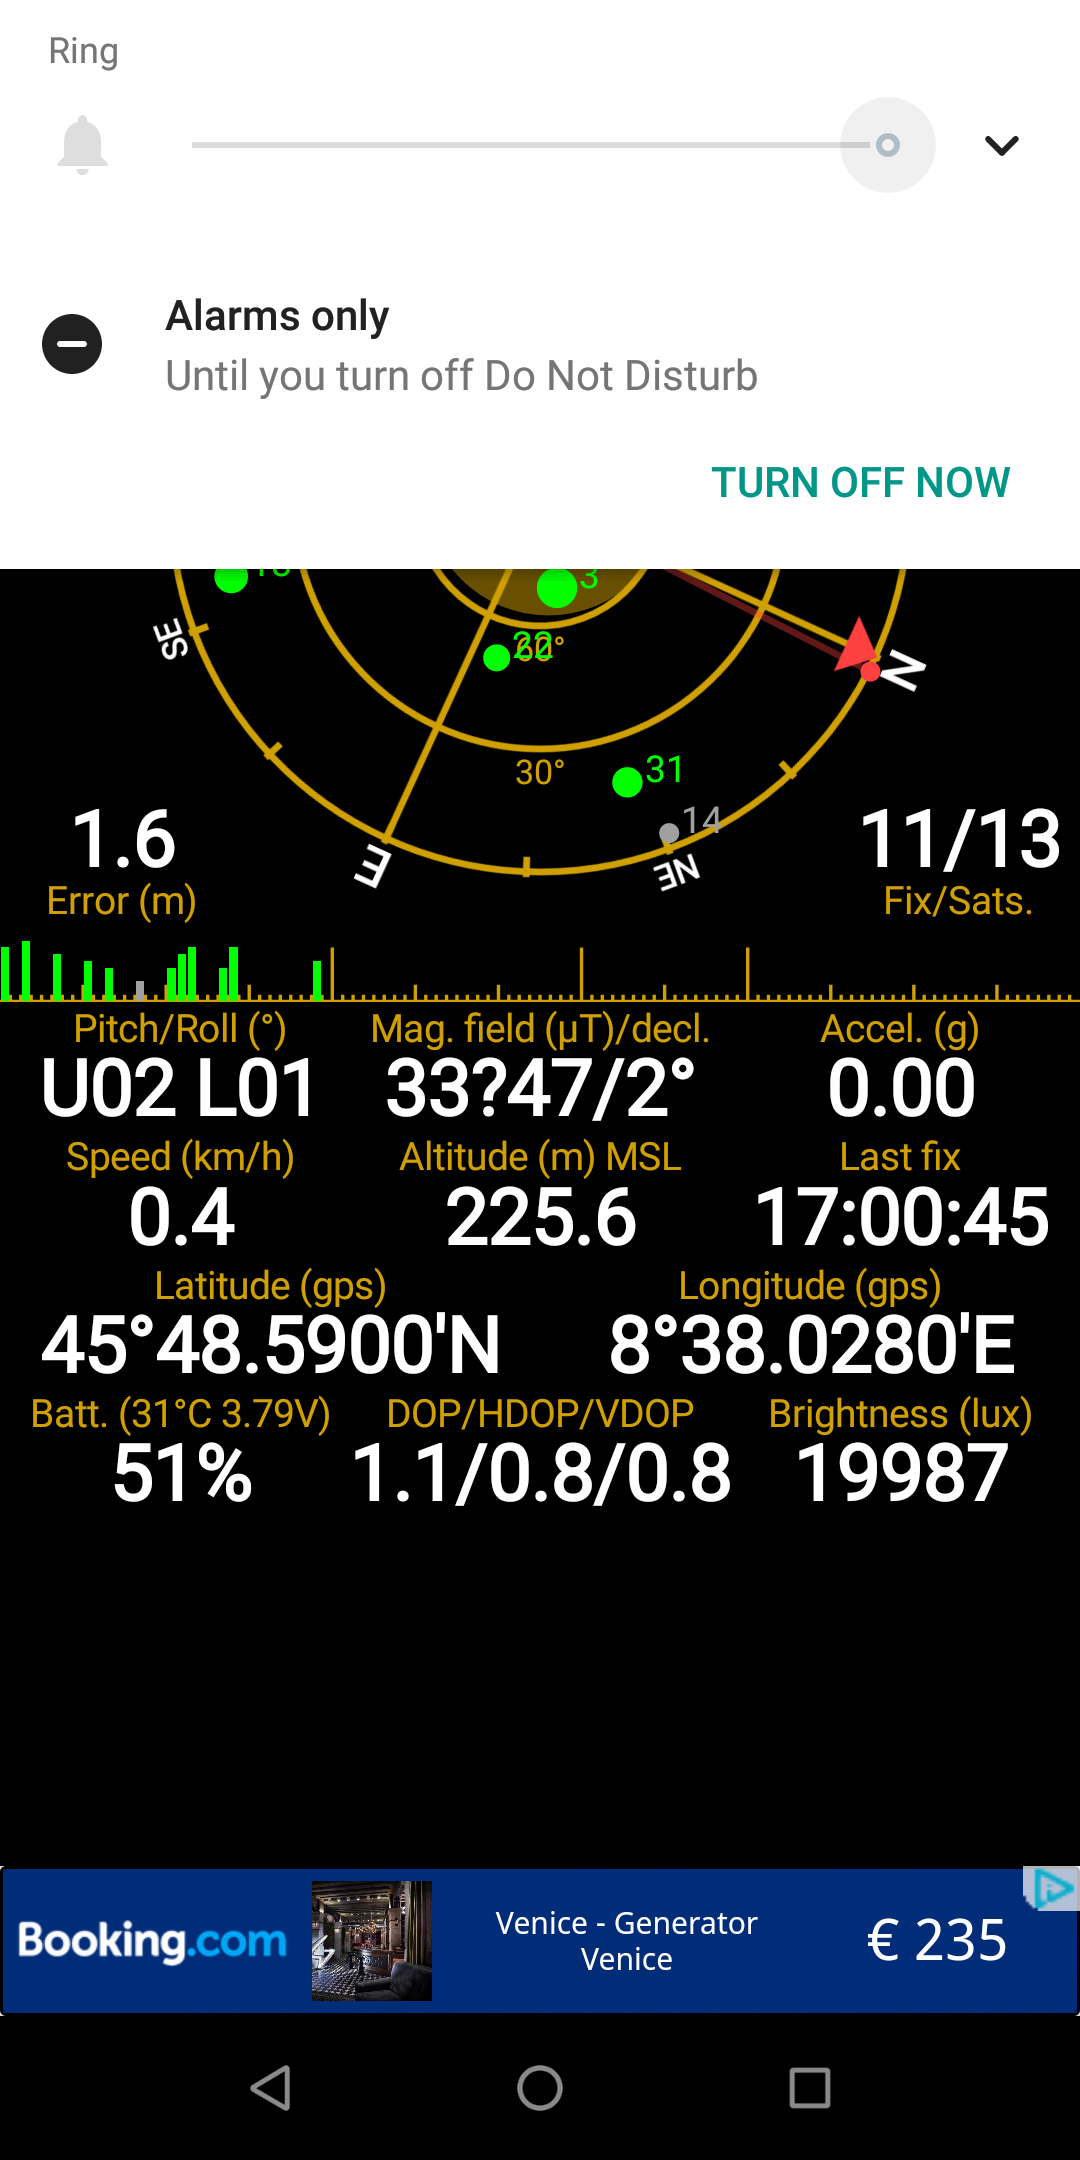 Ring
Alarms only
Until you turn off Do Not Disturb
TURN OFF NOW
3
22
60°
SE
N
30°
31
14
E
NE
1.6
Error (m)
11/13
Fix/Sats.
Pitch/Roll (°) Mag. field (μT)/decl. Accel. (g)
U02 L01 33?47/2° 0.00
Speed (km/h) Altitude (m) MSL Last fix
0.4 225.6 17:00:45
Latitude (gps) Longitude (gps)
45°48.5900'N 8°38.0280'E
Batt. (31°C 3.79V) DOP/HDOP/VDOP Brightness (lux)
51% 1.1/0.8/0.8 19987
Booking.com
Venice - Generator
Venice
€ 235